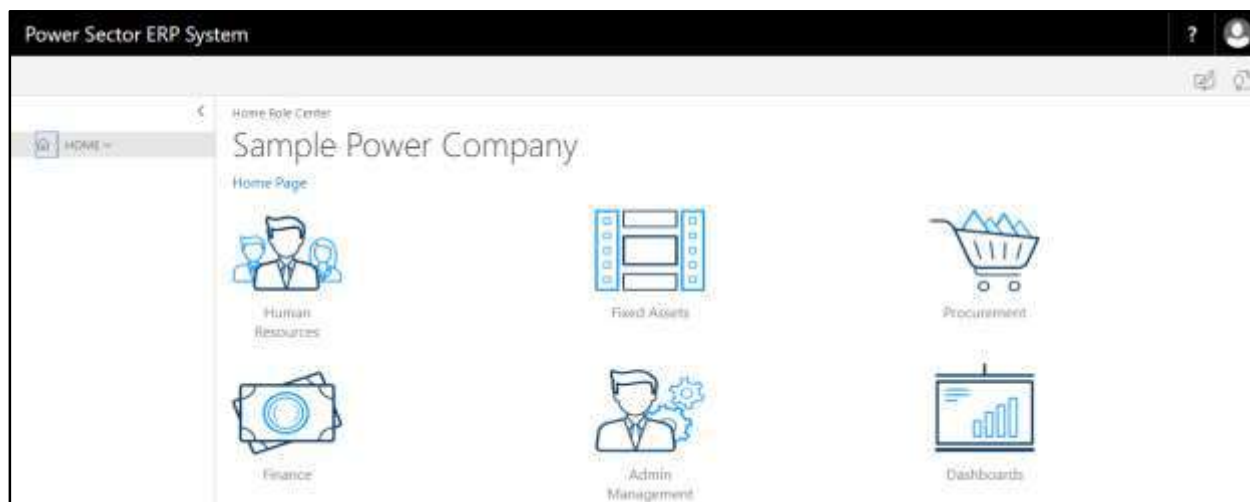 Power Sector ERP System
?
Home Role Center
HOME
Sample Power Company
Home Page
Human
Resources
Fixed Assets
Procurement
Finance
Admin
Management
Dashboards